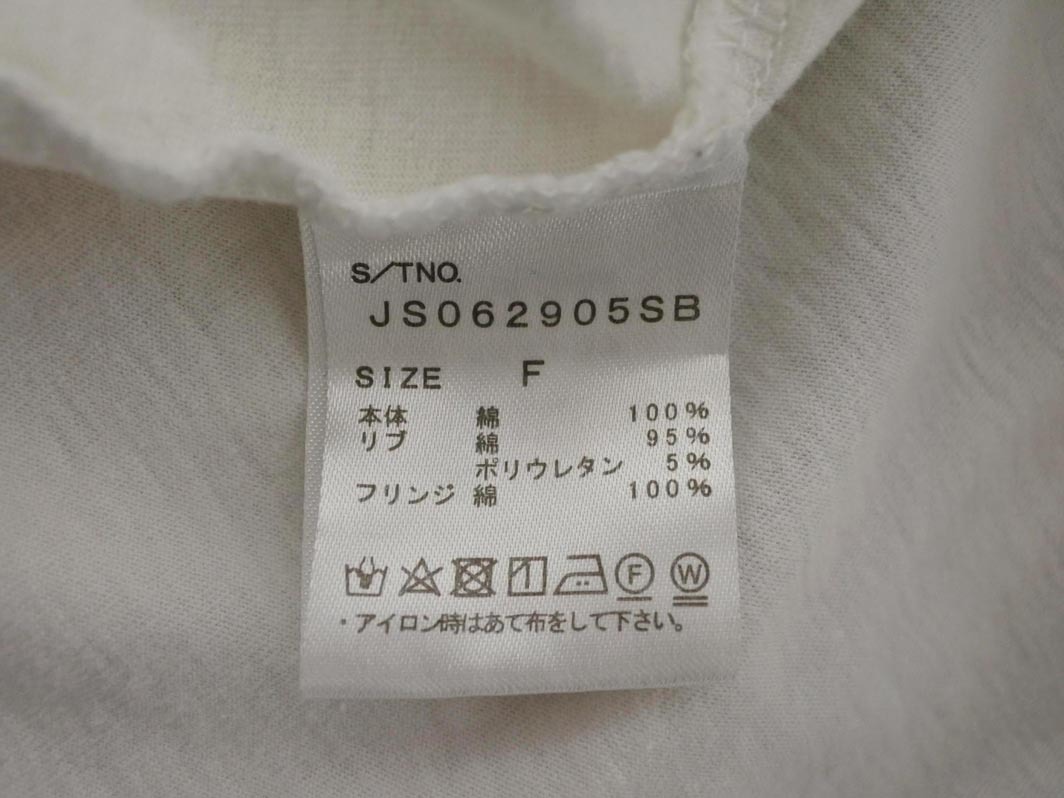 S/TNO.
JS062905SB
SIZE F
本体 綿 100%
リブ 綿 95%
ポリウレタン 5%
フリンジ 綿 100%
F W
・アイロン時はあて布をして下さい。